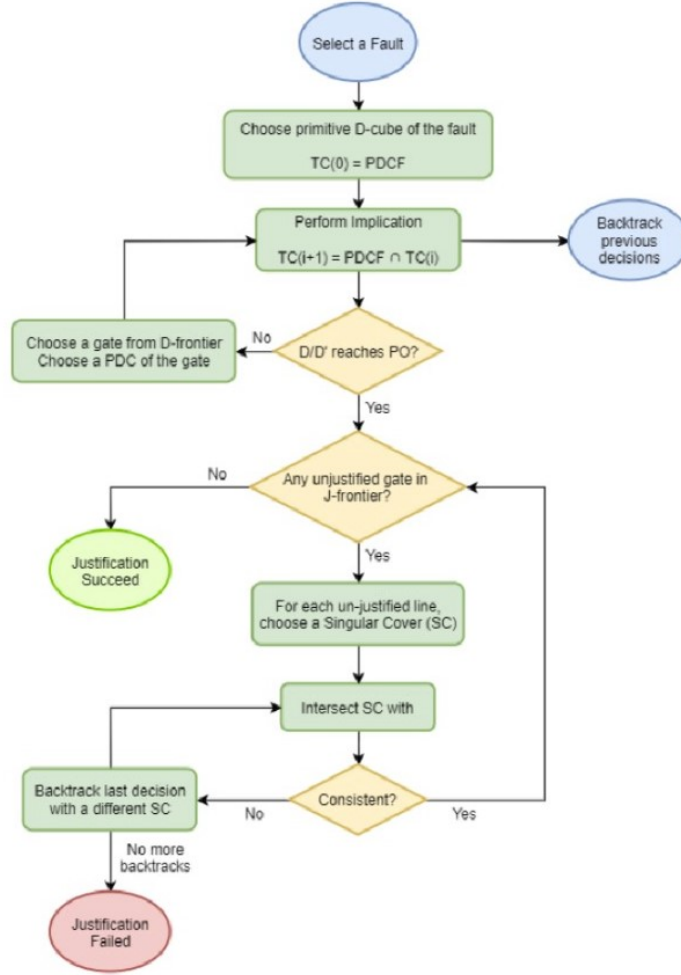 Select a Fault
Choose primitive D-cube of the fault
TC(0) = PDCF
Perform Implication
TC(i+1) = PDCF ∩ TC(i)
Backtrack
previous
decisions
Choose a gate from D-frontier
Choose a PDC of the gate
No
D/D' reaches PO?
Yes
No
Any unjustified gate in
J-frontier?
Justification
Succeed
Yes
For each un-justified line,
choose a Singular Cover (SC)
Intersect SC with
Backtrack last decision
with a different SC
No
Consistent?
Yes
No more
backtracks
Justification
Failed